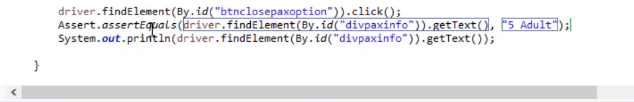 driver.findElement(By.id("btnclosepaxoption")).click();
Assert.assertEquals(driver.findElement(By.id("divpaxinfo")).getText(), "5 Adult");
System.out.println(driver.findElement(By.id("divpaxinfo")).getText());
}